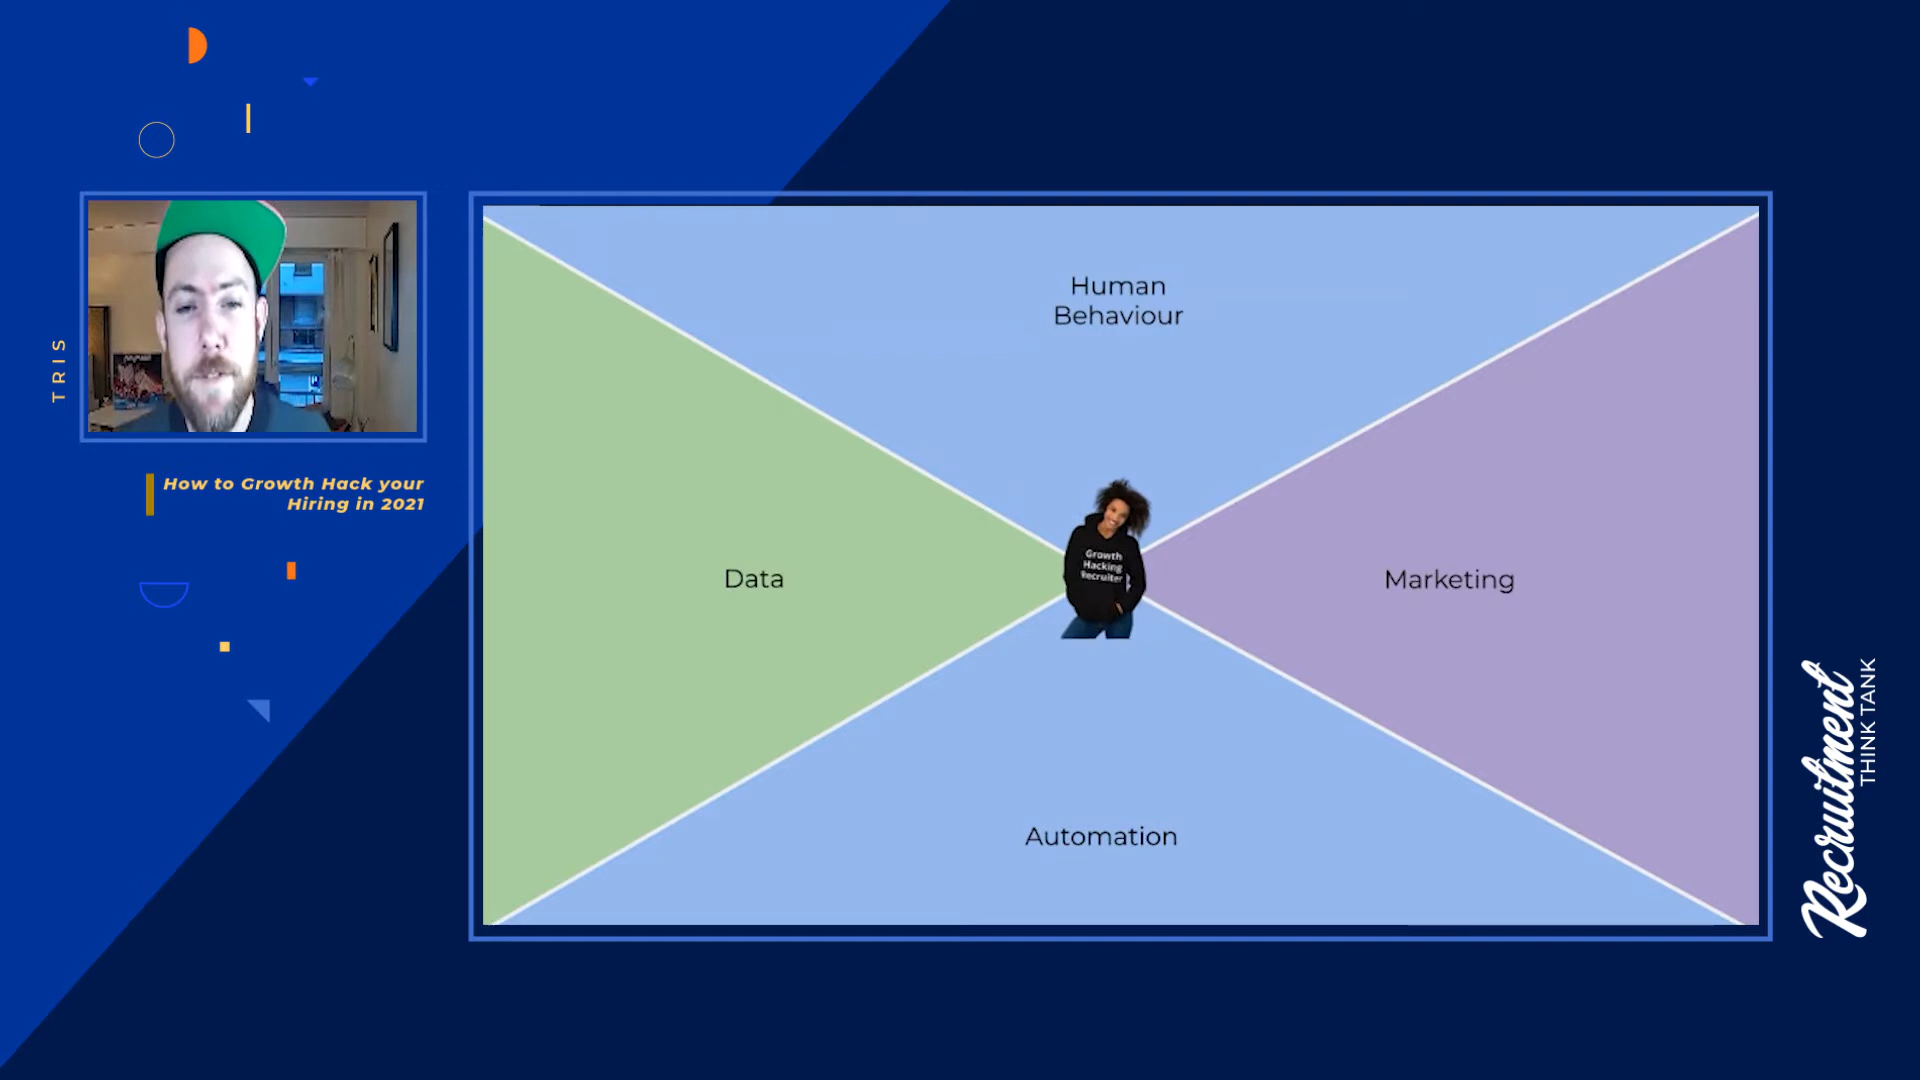 TRIS
How to Growth Hack your
Hiring in 2021
Human
Behaviour
Data
Growth
Hacking
Recruiter
Marketing
Automation
Recruitment
THINK TANK